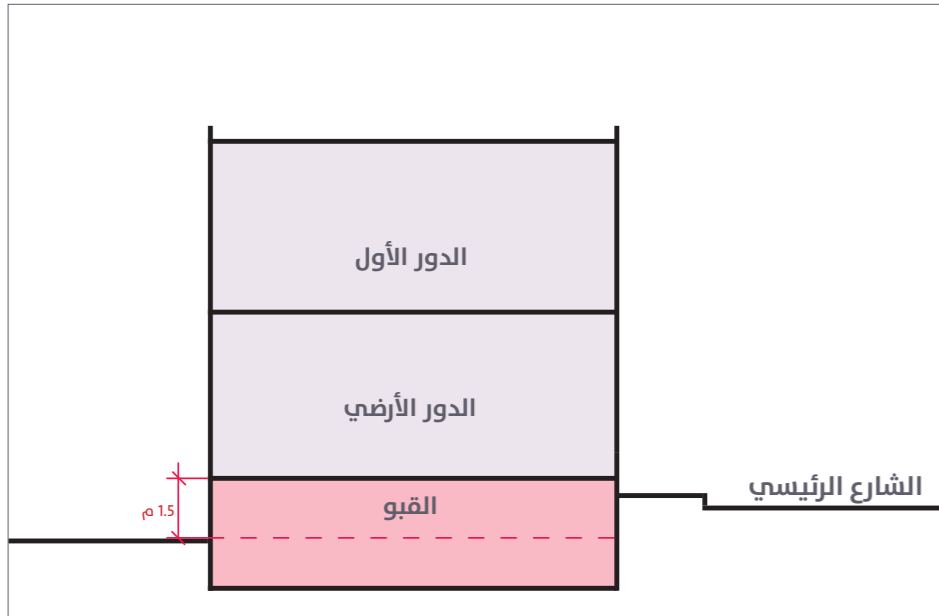 الدور الأول
الدور الأرضي
الشارع الرئيسي
القبو
1.5 م